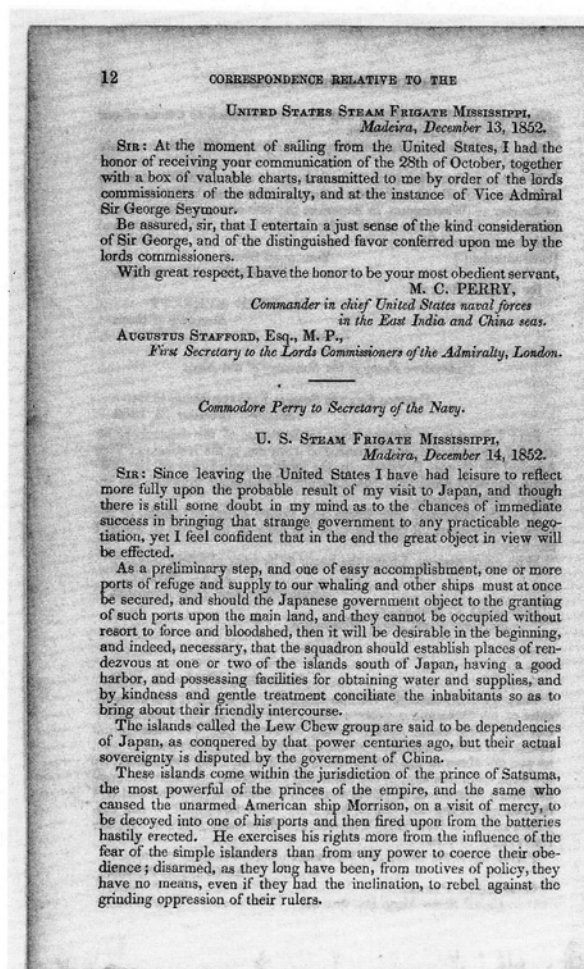 12 CORRESPONDENCE RELATIVE TO THE
UNITED STATES STEAM FRIGATE MISSISSIPPI,
Madeira, December 13, 1852.
SIR: At the moment of sailing from the United States, I had the
honor of receiving your communication of the 28th of October, together
with a box of valuable charts, transmitted to me by order of the lords
commissioners of the admiralty, and at the instance of Vice Admiral
Sir George Seymour.
Be assured, sir, that I entertain a just sense of the kind consideration
of Sir George, and of the distinguished favor conferred upon me by the
lords commissioners.
With great respect, I have the honor to be your most obedient servant,
M. C. PERRY,
Commander in chief United States naval forces
in the East India and China seas.
AUGUSTUS STAFFORD, Esq., M. P.,
First Secretary to the Lords Commissioners of the Admiralty, London.
Commodore Perry to Secretary of the Navy.
U. S. STEAM FRIGATE MISSISSIPPI,
Madeira, December 14, 1852.
SIR: Since leaving the United States I have had leisure to reflect
more fully upon the probable result of my visit to Japan, and though
there is still some doubt in my mind as to the chances of immediate
success in bringing that strange government to any practicable nego-
tiation, yet I feel confident that in the end the great object in view will
be effected.
As a preliminary step, and one of easy accomplishment, one or more
ports of refuge and supply to our whaling and other ships must at once
be secured, and should the Japanese government object to the granting
of such ports upon the main land, and they cannot be occupied without
resort to force and bloodshed, then it will be desirable in the beginning,
and indeed, necessary, that the squadron should establish places of ren-
dezvous at one or two of the islands south of Japan, having a good
harbor, and possessing facilities for obtaining water and supplies, and
by kindness and gentle treatment conciliate the inhabitants so as to
bring about their friendly intercourse.
The islands called the Lew Chew group are said to be dependencies
of Japan, as conquered by that power centuries ago, but their actual
sovereignty is disputed by the government of China.
These islands come within the jurisdiction of the prince of Satsuma,
the most powerful of the princes of the empire, and the same who
caused the unarmed American ship Morrison, on a visit of mercy, to
be decoyed into one of his ports and then fired upon from the batteries
hastily erected. He exercises his rights more from the influence of the
fear of the simple islanders than from any power to coerce their obe-
dience; disarmed, as they long have been, from motives of policy, they
have no means, even if they had the inclination, to rebel against the
grinding oppression of their rulers.